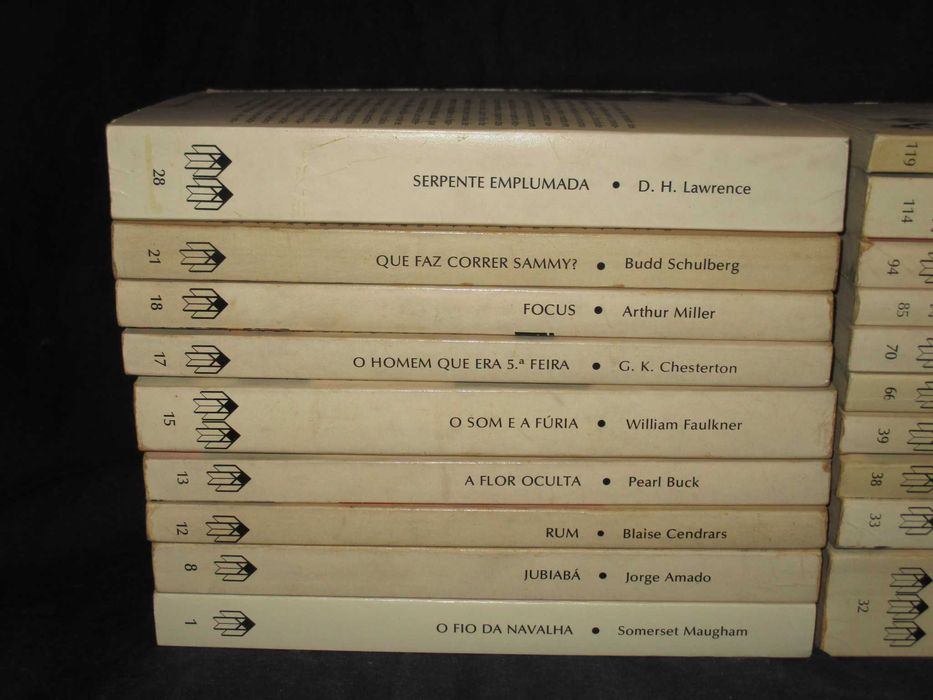 28 SERPENTE EMPLUMADA • D. H. Lawrence
21 QUE FAZ CORRER SAMMY? • Budd Schulberg
18 FOCUS • Arthur Miller
17 O HOMEM QUE ERA 5.ª FEIRA • G. K. Chesterton
15 O SOM E A FÚRIA • William Faulkner
13 A FLOR OCULTA • Pearl Buck
12 RUM • Blaise Cendrars
8 JUBIABÁ • Jorge Amado
1 O FIO DA NAVALHA • Somerset Maugham
119
114
94
85
70
66
39
38
33
32